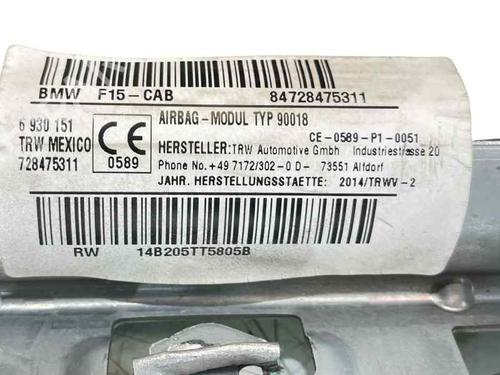 BMW F15-CAB 84728475311
6 930 151
TRW MEXICO
728475311
CE
0589
AIRBAG-MODUL TYP 90018
CE-0589-P1-0051
HERSTELLER: TRW Automotive GmbH Industriestrasse 20
Phone No.+49 7172/302-0 D- 73551 Alfdorf
JAHR. HERSTELLUNGSSTAETTE: 2014/TRWV-2
RW 14B205TT5805B